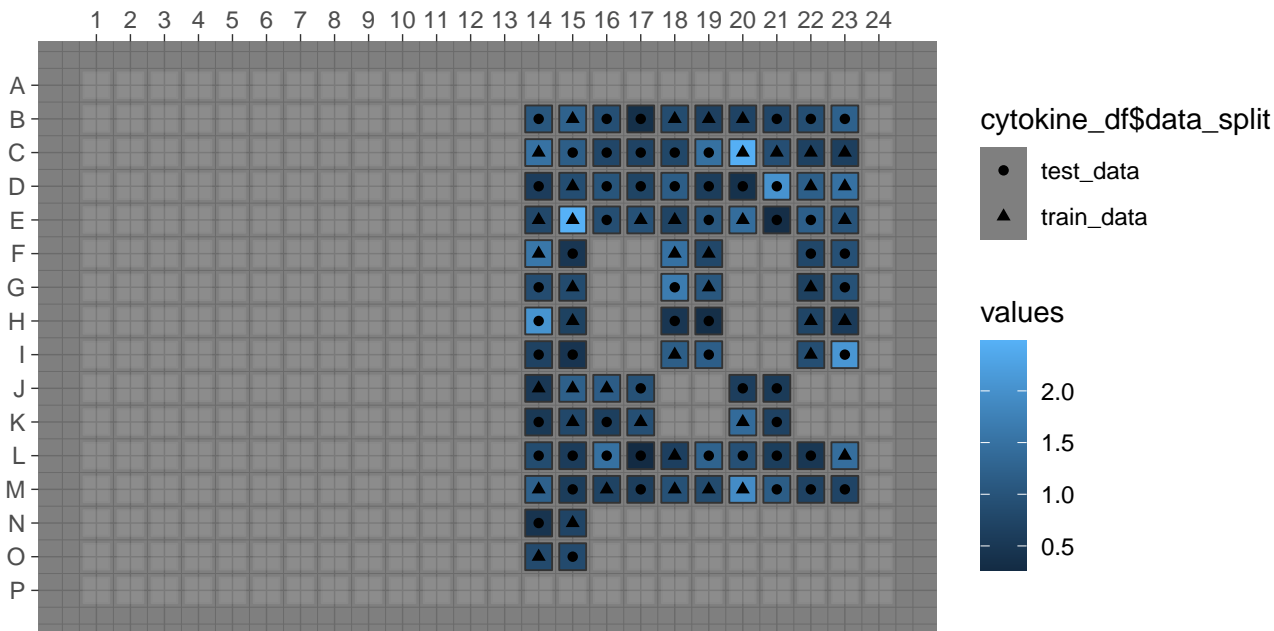 1 2 3 4 5 6 7 8 9 10 11 12 13 14 15 16 17 18 19 20 21 22 23 24
A
B
C
D
E
F
G
H
I
J
K
L
M
N
O
P
cytokine_df$data_split
test_data
train_data
values
2.0
1.5
1.0
0.5